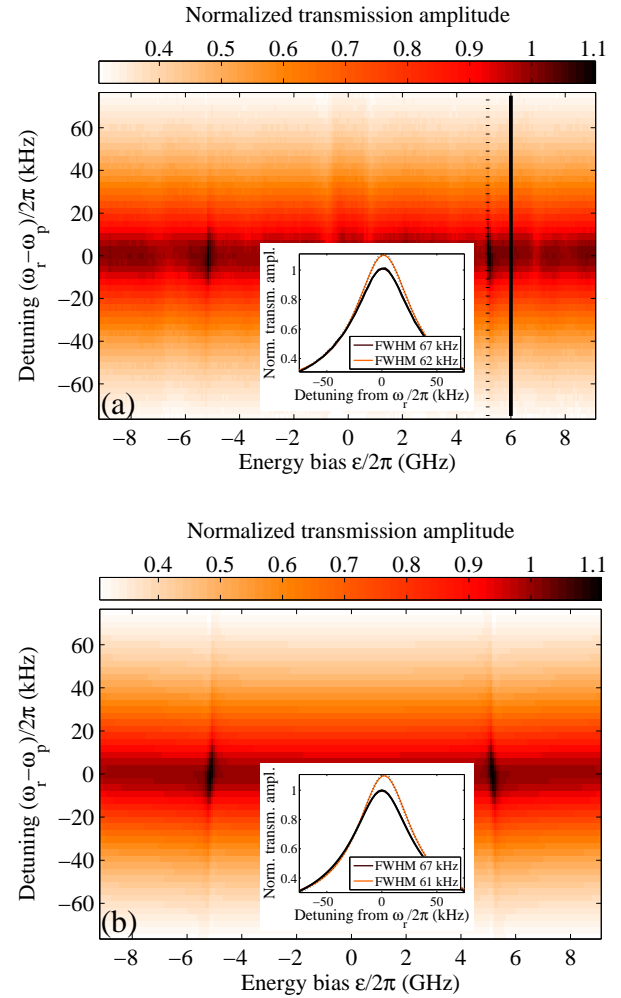 Normalized transmission amplitude
0.4 0.5 0.6 0.7 0.8 0.9 1 1.1
Detuning (ω_r−ω_p)/2π (kHz)
60
40
20
0
−20
−40
−60
Norm. transm. ampl.
1
0.8
0.6
0.4
FWHM 67 kHz
FWHM 62 kHz
−50 0 50
Detuning from ω_r/2π (kHz)
(a)
−8 −6 −4 −2 0 2 4 6 8
Energy bias ε/2π (GHz)
Normalized transmission amplitude
0.4 0.5 0.6 0.7 0.8 0.9 1 1.1
Detuning (ω_r−ω_p)/2π (kHz)
60
40
20
0
−20
−40
−60
Norm. transm. ampl.
1
0.8
0.6
0.4
FWHM 67 kHz
FWHM 61 kHz
−50 0 50
Detuning from ω_r/2π (kHz)
(b)
−8 −6 −4 −2 0 2 4 6 8
Energy bias ε/2π (GHz)